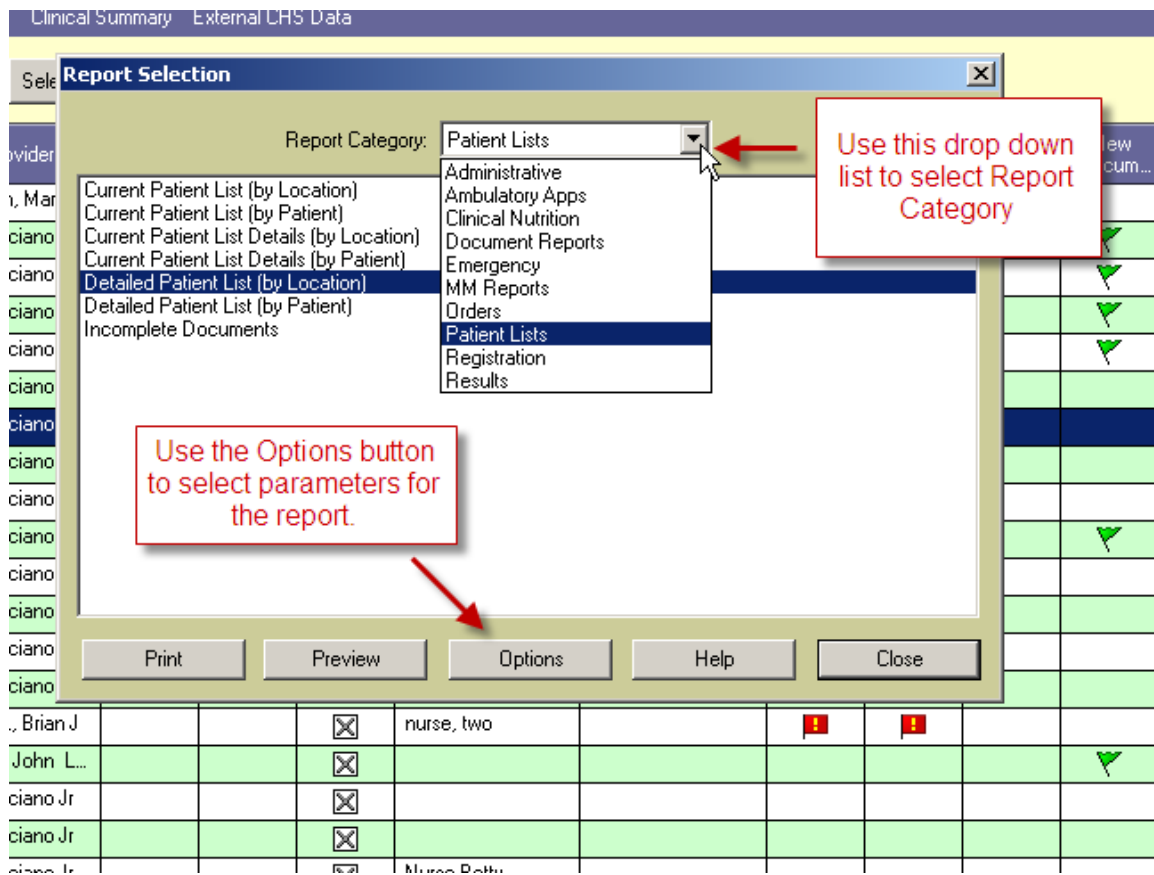 Clinical Summary External CHS Data
Report Selection
Report Category: Patient Lists
Administrative
Ambulatory Apps
Clinical Nutrition
Document Reports
Emergency
MM Reports
Orders
Patient Lists
Registration
Results
Use this drop down
list to select Report
Category
Current Patient List (by Location)
Current Patient List (by Patient)
Current Patient List Details (by Location)
Current Patient List Details (by Patient)
Detailed Patient List (by Location)
Detailed Patient List (by Patient)
Incomplete Documents
Use the Options button
to select parameters for
the report.
Print Preview Options Help Close
Sele
ovider
, Mar
ciano
ciano
ciano
ciano
ciano
ciano
ciano
ciano
ciano
ciano
ciano
ciano
ciano
., Brian J nurse, two
John L...
ciano Jr
ciano Jr
cum...